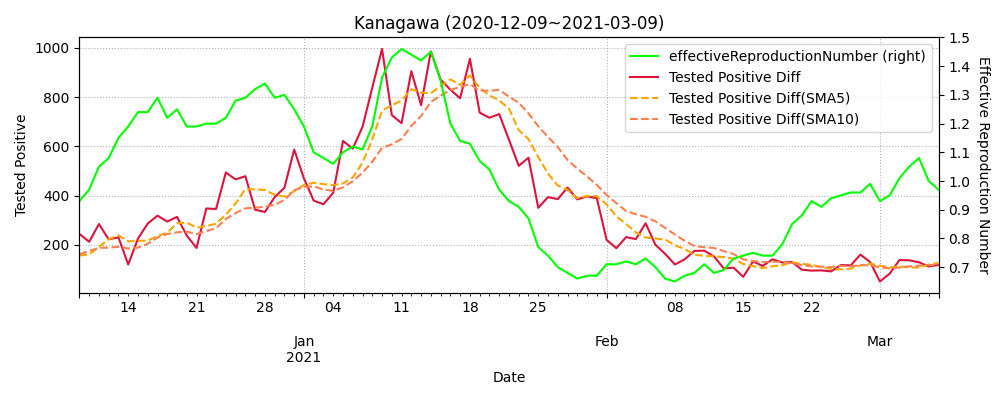 Kanagawa (2020-12-09~2021-03-09)
effectiveReproductionNumber (right)
Tested Positive Diff
Tested Positive Diff(SMA5)
Tested Positive Diff(SMA10)
Tested Positive
1000
800
600
400
200
1.5
1.4
1.3
1.2
1.1
1.0
0.9
0.8
0.7
Effective Reproduction Number
14 21 28 04 11 18 25 08 15 22
Jan Feb Mar
2021
Date